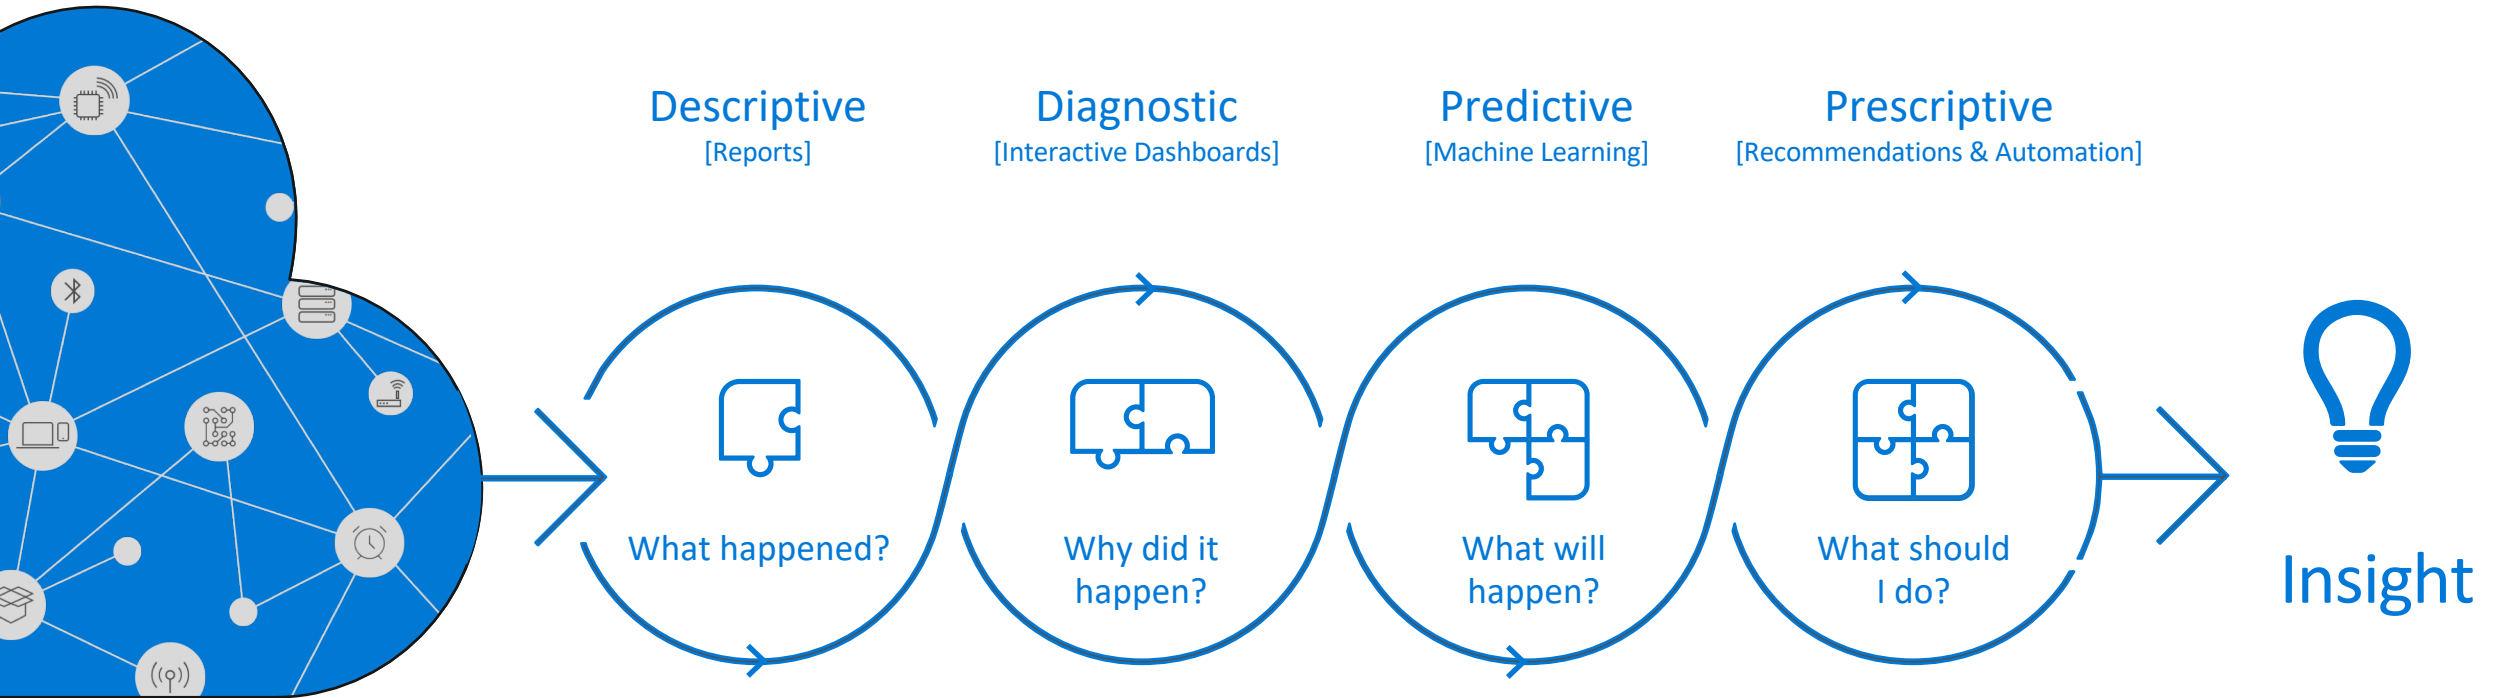 Descriptive
[Reports]
What happened?
Diagnostic
[Interactive Dashboards]
Why did it
happen?
Predictive
[Machine Learning]
What will
happen?
Prescriptive
[Recommendations & Automation]
What should
I do?
Insight